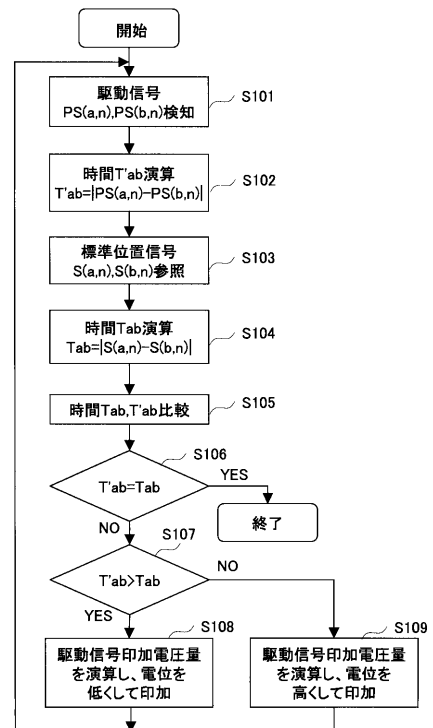 開始
駆動信号
PS(a,n),PS(b,n)検知
S101
時間T'ab演算
T'ab=|PS(a,n)-PS(b,n)|
S102
標準位置信号
S(a,n),S(b,n)参照
S103
時間Tab演算
Tab=|S(a,n)-S(b,n)|
S104
時間Tab,T'ab比較
S105
S106
T'ab=Tab
YES
終了
NO
S107
T'ab>Tab
NO
YES
S108
駆動信号印加電圧量
を演算し、電位を
低くして印加
S109
駆動信号印加電圧量
を演算し、電位を
高くして印加